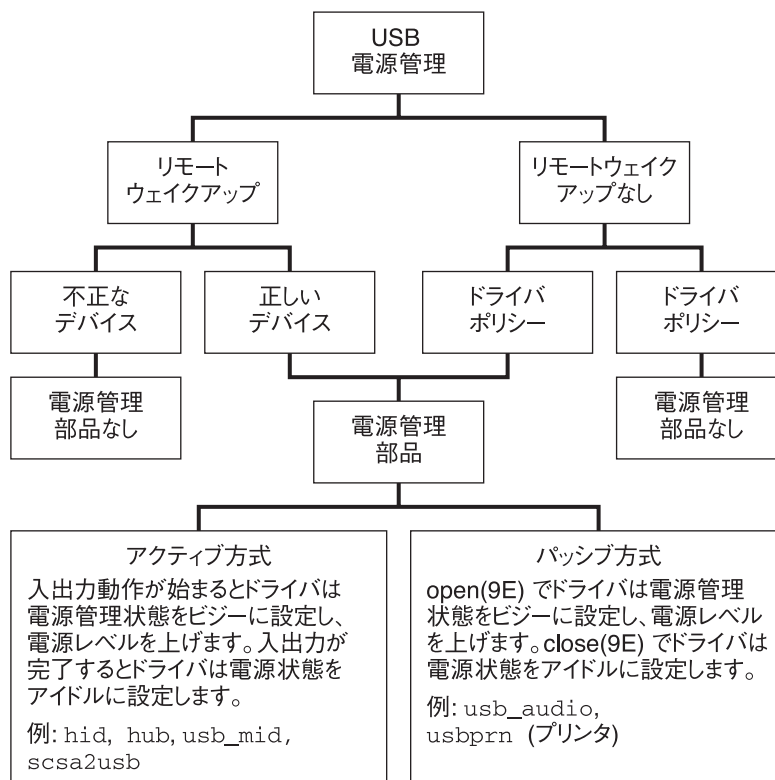 USB
電源管理
リモート
ウェイクアップ
リモートウェイク
アップなし
不正な
デバイス
正しい
デバイス
ドライバ
ポリシー
ドライバ
ポリシー
電源管理
部品なし
電源管理
部品
電源管理
部品なし
アクティブ方式
入出力動作が始まるとドライバは
電源管理状態をビジーに設定し、
電源レベルを上げます。入出力が
完了するとドライバは電源状態を
アイドルに設定します。
例: hid, hub, usb_mid,
scsa2usb
パッシブ方式
open(9E) でドライバは電源管理
状態をビジーに設定し、電源レベル
を上げます。close(9E) でドライバは
電源状態をアイドルに設定します。
例: usb_audio,
usbprn (プリンタ)